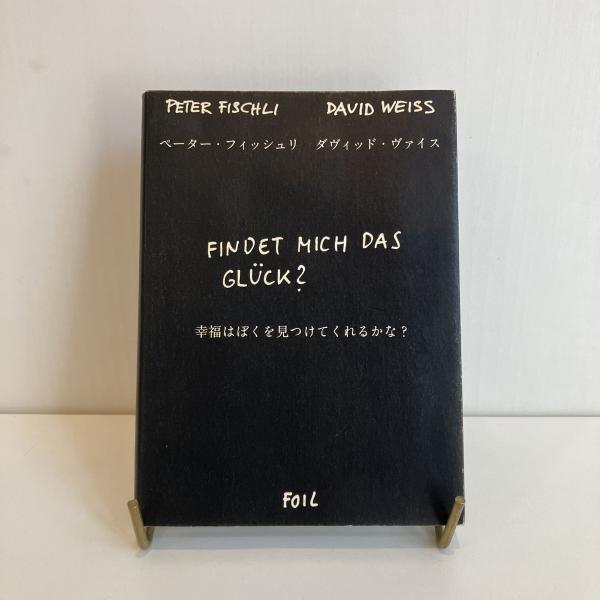 PETER FISCHLI DAVID WEISS
ペーター・フィッシュリ ダヴィッド・ヴァイス
FINDET MICH DAS
GLÜCK?
幸福はぼくを見つけてくれるかな？
FOIL